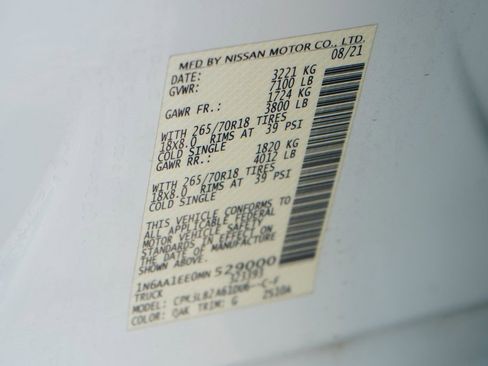 MFD BY NISSAN MOTOR CO., LTD.
DATE: 08/21
GVWR: 3221 KG
7100 LB
GAWR FR.: 1724 KG
3800 LB
WITH 265/70R18 TIRES
18X8.0 RIMS AT 39 PSI
COLD SINGLE
GAWR RR.: 1820 KG
4012 LB
WITH 265/70R18 TIRES
18X8.0 RIMS AT 39 PSI
COLD SINGLE
THIS VEHICLE CONFORMS TO
ALL APPLICABLE FEDERAL
MOTOR VEHICLE SAFETY
STANDARDS IN EFFECT ON
THE DATE OF MANUFACTURE
1N6AA1EE0MN529000
TRUCK 323393
MODEL:
COLOR: QAK TRIM: G 2510A